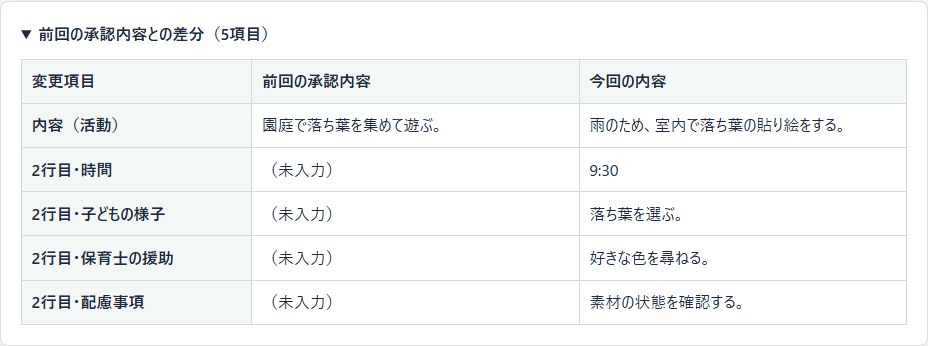 ▼ 前回の承認内容との差分（5項目）
変更項目 前回の承認内容 今回の内容
内容（活動） 園庭で落ち葉を集めて遊ぶ。 雨のため、室内で落ち葉の貼り絵をする。
2行目・時間 （未入力） 9:30
2行目・子どもの様子 （未入力） 落ち葉を選ぶ。
2行目・保育士の援助 （未入力） 好きな色を尋ねる。
2行目・配慮事項 （未入力） 素材の状態を確認する。